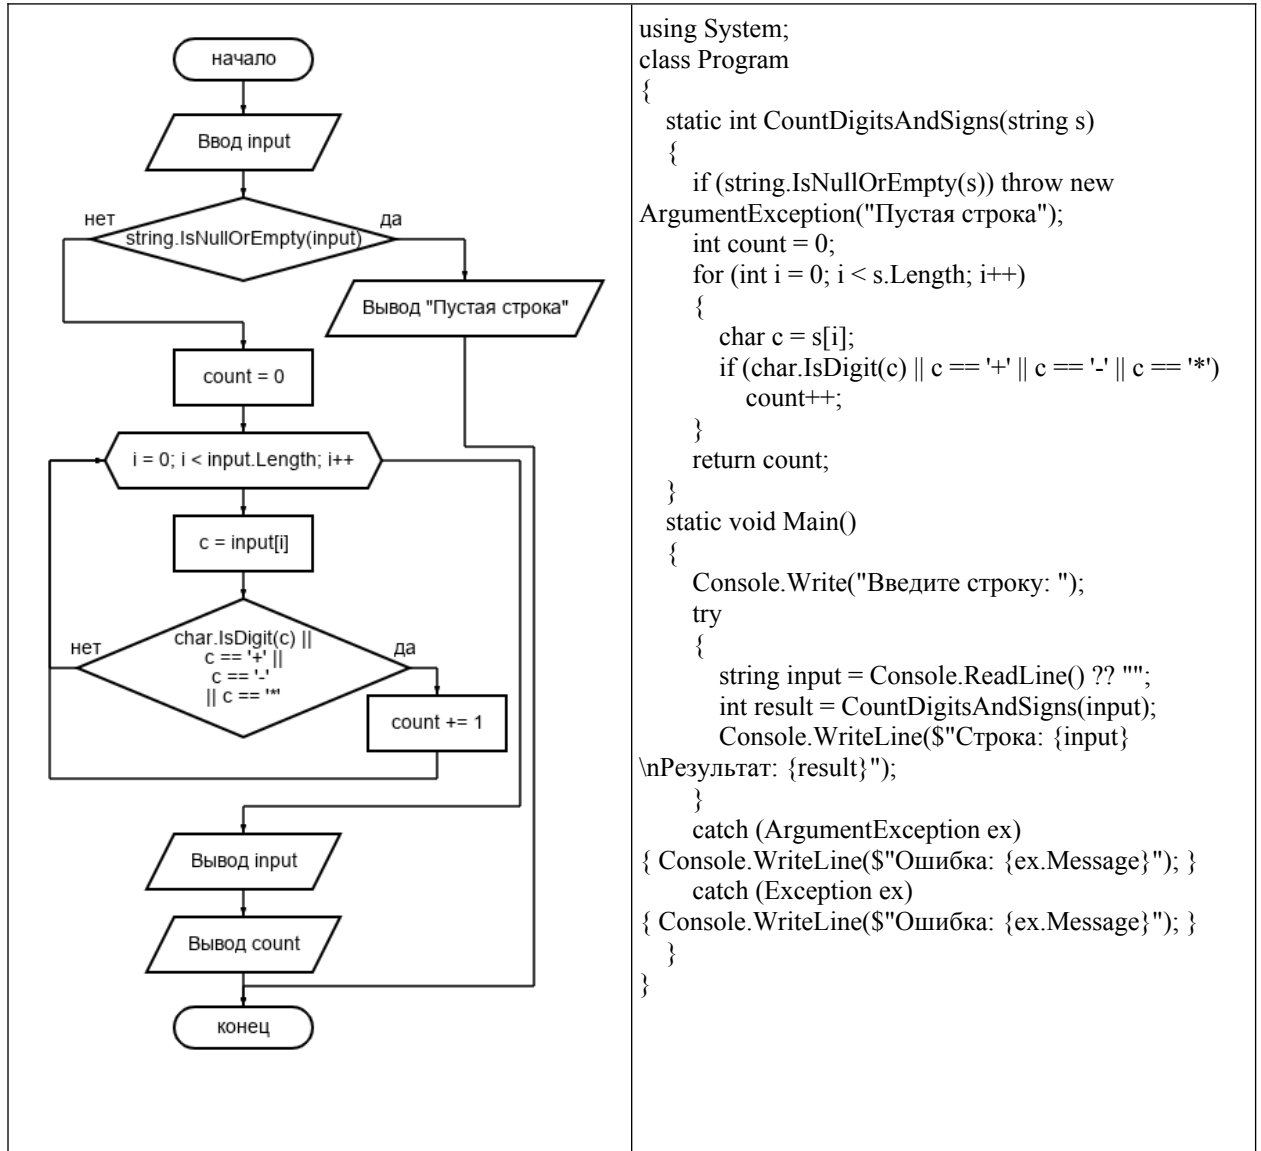 начало
Ввод input
нет
да
string.IsNullOrEmpty(input)
Вывод "Пустая строка"
count = 0
i = 0; i < input.Length; i++
c = input[i]
нет
да
char.IsDigit(c) ||
c == '+' ||
c == '-'
|| c == '*'
count += 1
Вывод input
Вывод count
конец
using System;
class Program
{
static int CountDigitsAndSigns(string s)
{
if (string.IsNullOrEmpty(s)) throw new
ArgumentException("Пустая строка");
int count = 0;
for (int i = 0; i < s.Length; i++)
{
char c = s[i];
if (char.IsDigit(c) || c == '+' || c == '-' || c == '*')
count++;
}
return count;
}
static void Main()
{
Console.Write("Введите строку: ");
try
{
string input = Console.ReadLine() ?? "";
int result = CountDigitsAndSigns(input);
Console.WriteLine($"Строка: {input}
\nРезультат: {result}");
}
catch (ArgumentException ex)
{ Console.WriteLine($"Ошибка: {ex.Message}"); }
catch (Exception ex)
{ Console.WriteLine($"Ошибка: {ex.Message}"); }
}
}